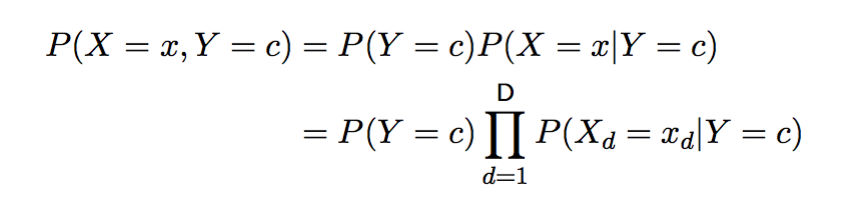 P(X = x, Y = c) = P(Y = c)P(X = x|Y = c)
= P(Y = c) ∏_{d=1}^{D} P(X_d = x_d|Y = c)